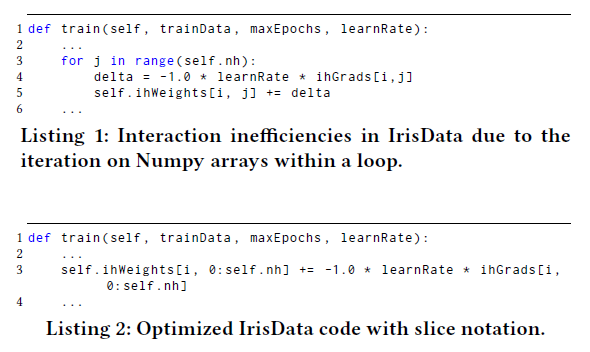 1 def train(self, trainData, maxEpochs, learnRate):
2 ...
3 for j in range(self.nh):
4 delta = -1.0 * learnRate * ihGrads[i,j]
5 self.ihWeights[i, j] += delta
6 ...
Listing 1: Interaction inefficiencies in IrisData due to the
iteration on Numpy arrays within a loop.
1 def train(self, trainData, maxEpochs, learnRate):
2 ...
3 self.ihWeights[i, 0:self.nh] += -1.0 * learnRate * ihGrads[i,
0:self.nh]
4 ...
Listing 2: Optimized IrisData code with slice notation.